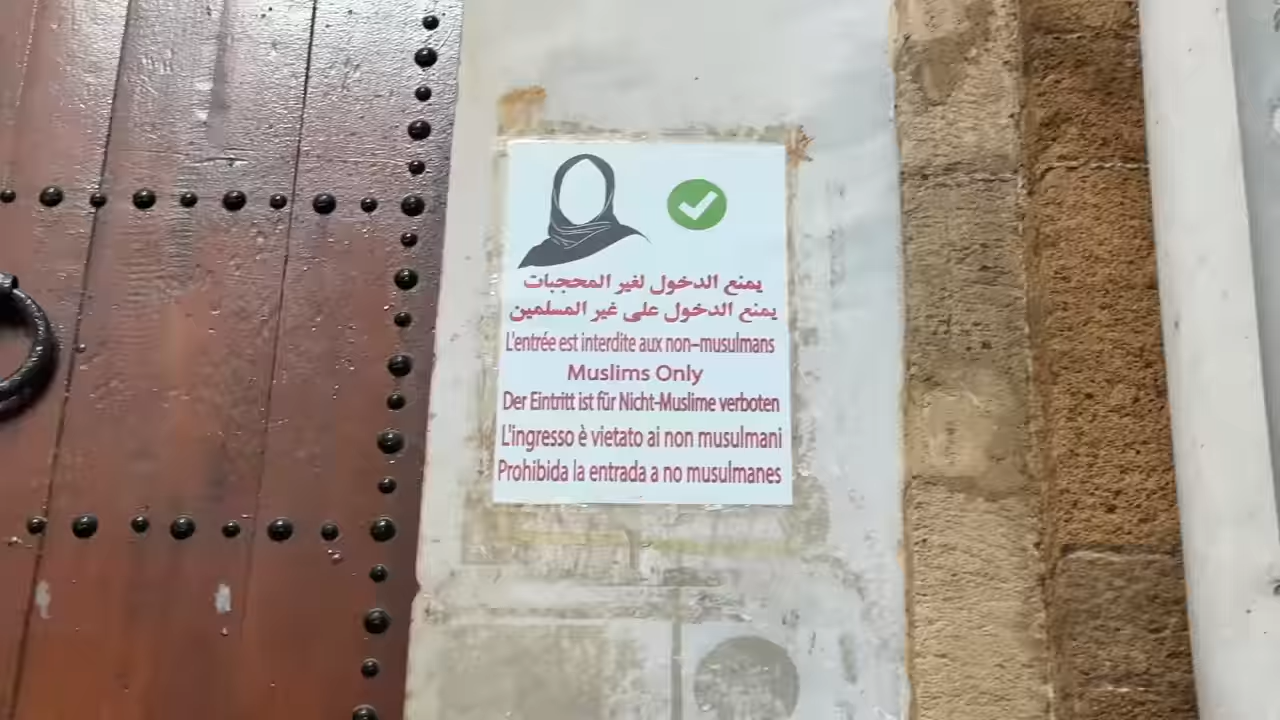 يمنع الدخول لغير المحجبات
يمنع الدخول على غير المسلمين
L'entrée est interdite aux non-musulmans
Muslims Only
Der Eintritt ist für Nicht-Muslime verboten
L'ingresso è vietato ai non musulmani
Prohibida la entrada a no musulmanes